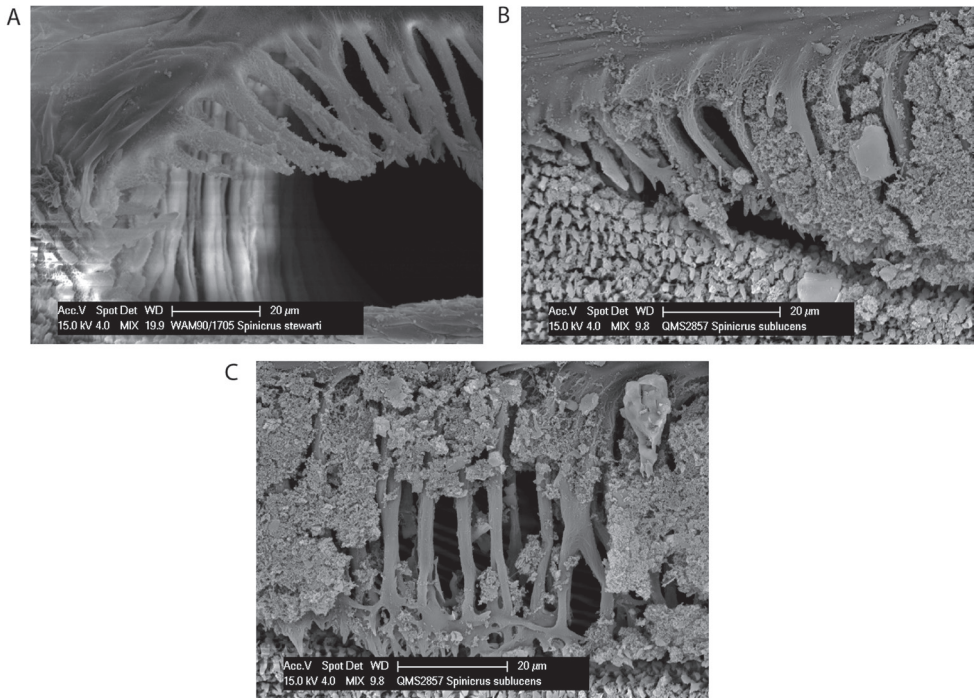 A
Acc.V Spot Det WD 20 µm
15.0 kV 4.0 MIX 19.9 WAM90/1705 Spinicrus stewarti
B
Acc.V Spot Det WD 20 µm
15.0 kV 4.0 MIX 9.8 QMS2857 Spinicrus sublucens
C
Acc.V Spot Det WD 20 µm
15.0 kV 4.0 MIX 9.8 QMS2857 Spinicrus sublucens